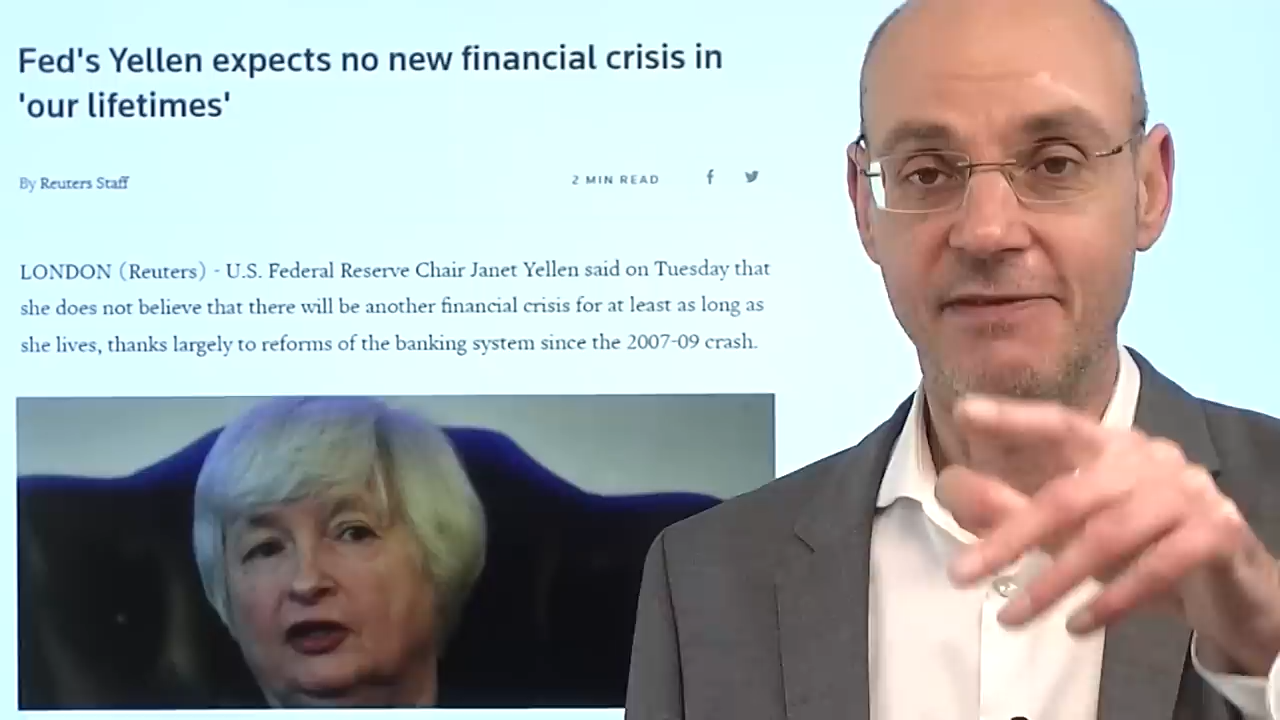 Fed's Yellen expects no new financial crisis in
'our lifetimes'
By Reuters Staff
2 MIN READ
LONDON (Reuters) - U.S. Federal Reserve Chair Janet Yellen said on Tuesday that
she does not believe that there will be another financial crisis for at least as long as
she lives, thanks largely to reforms of the banking system since the 2007-09 crash.